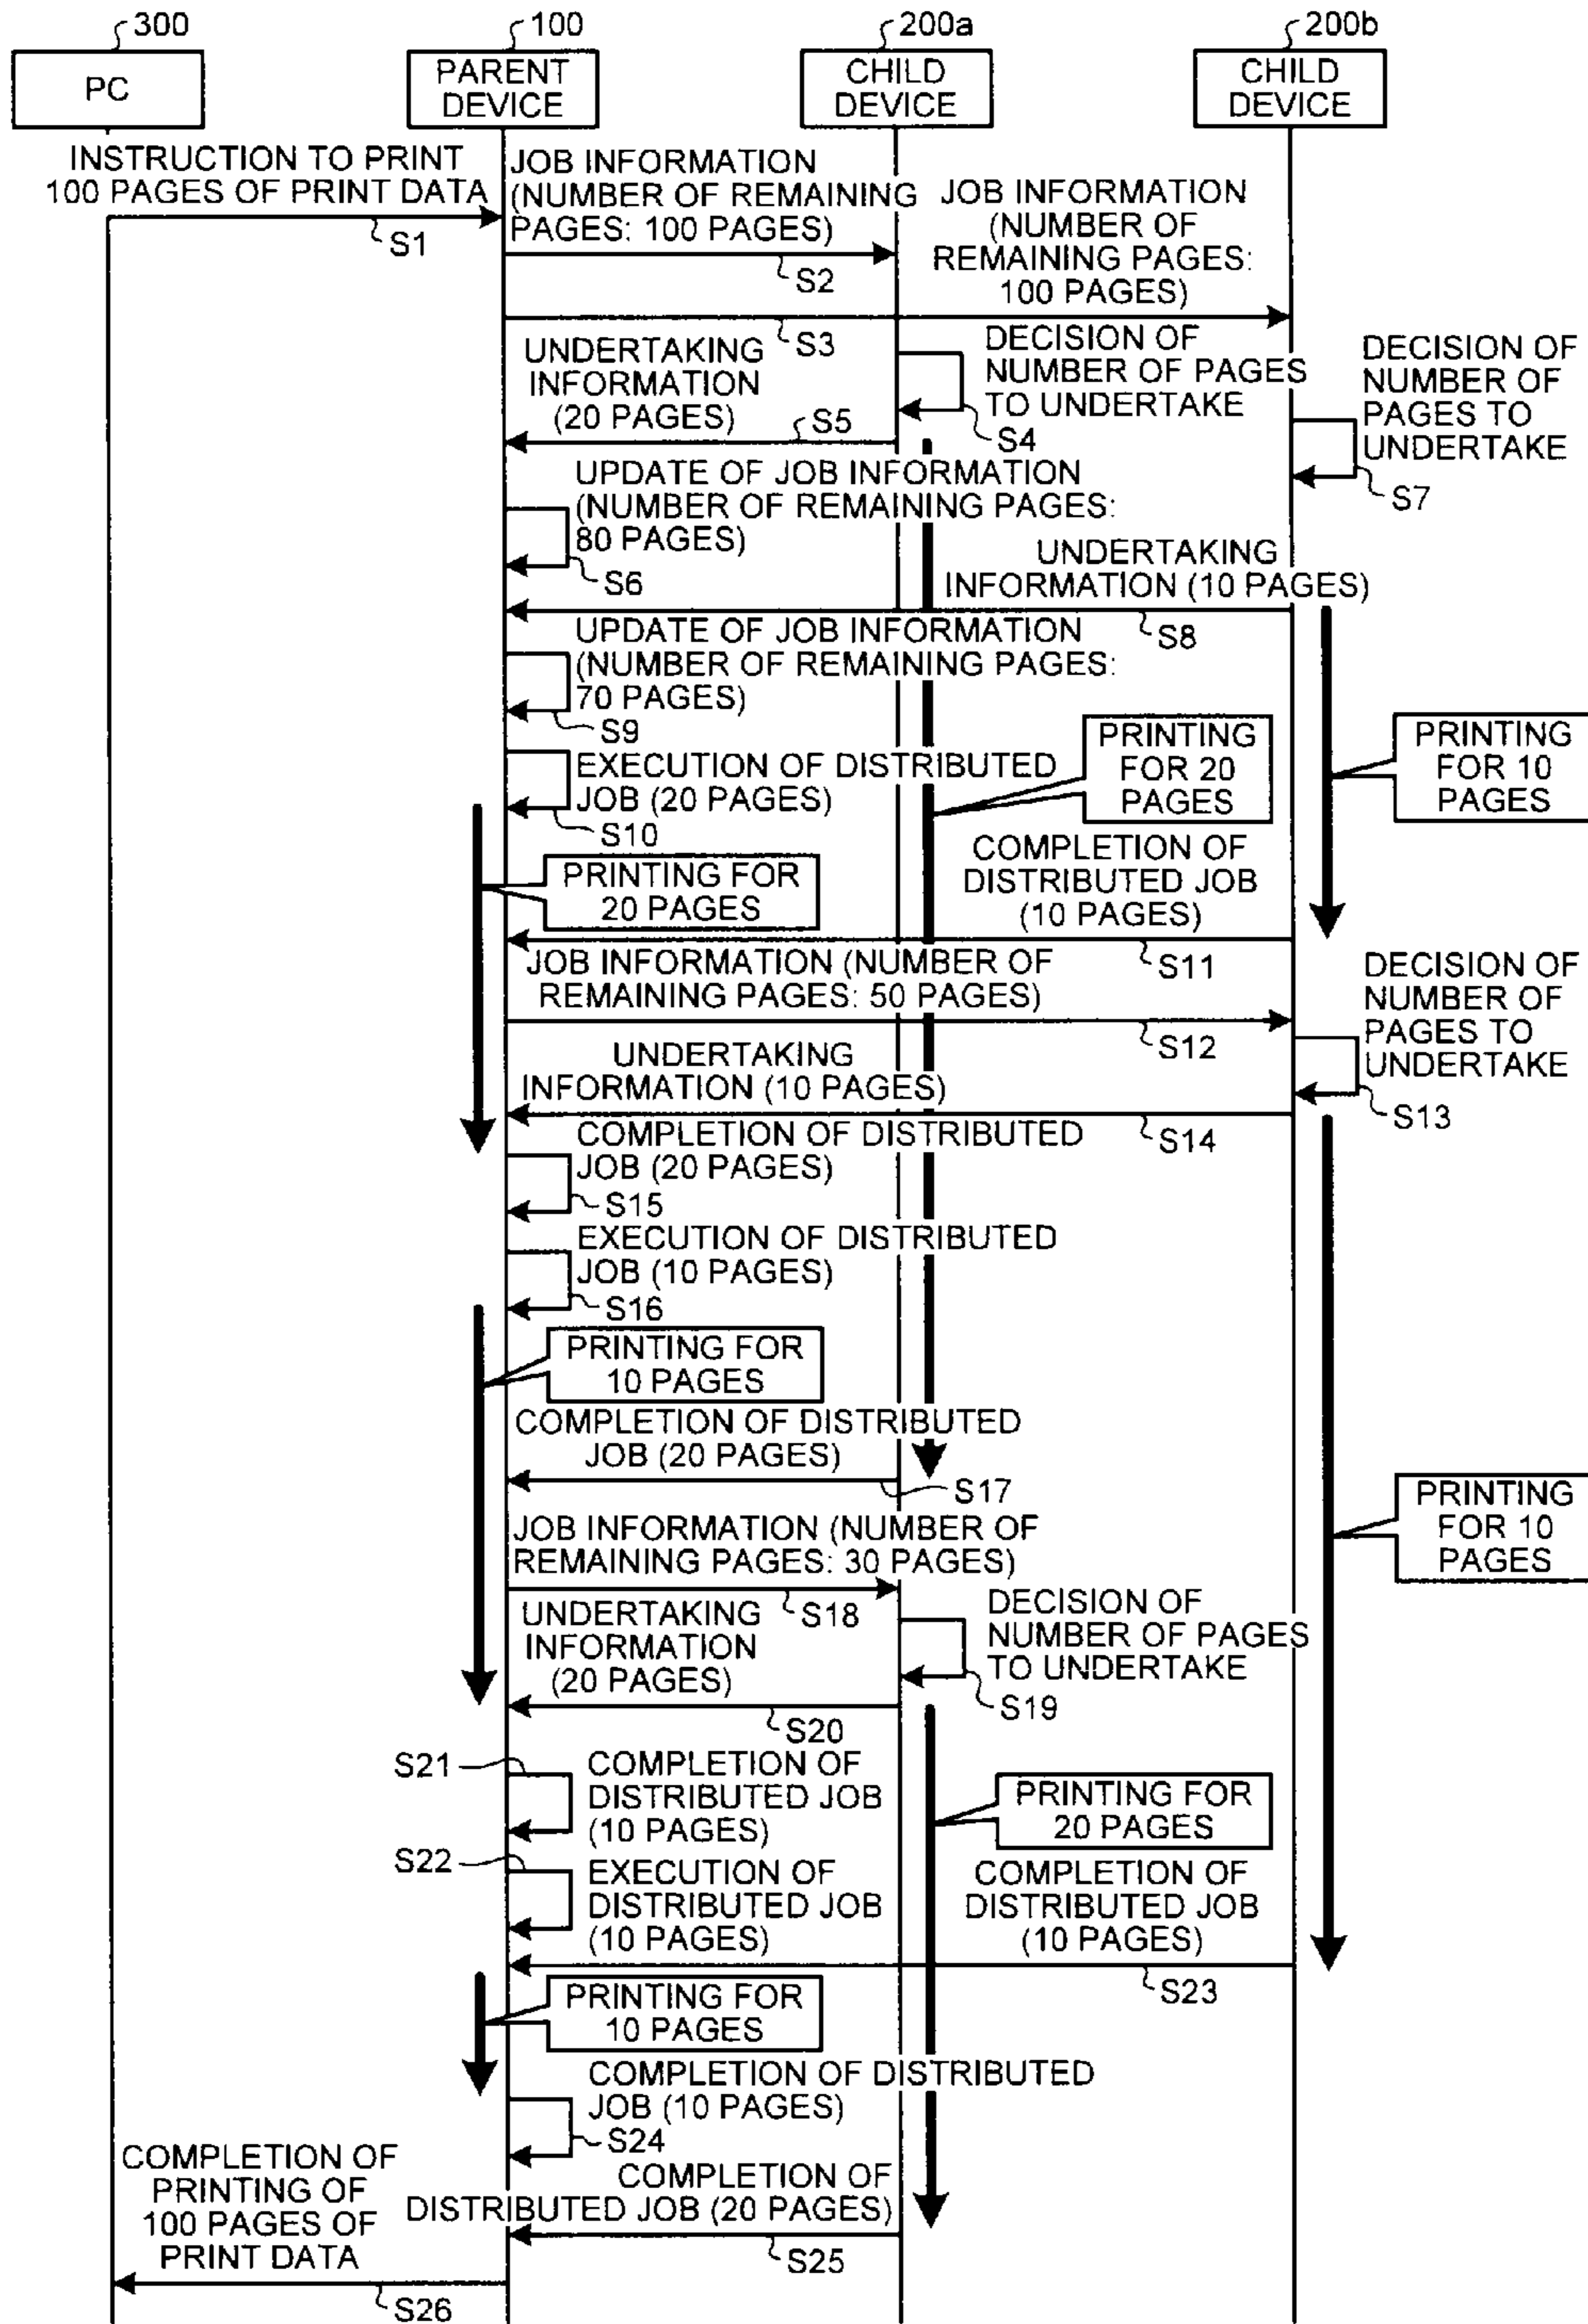 300
100
200a
200b
PC
PARENT
DEVICE
CHILD
DEVICE
CHILD
DEVICE
INSTRUCTION TO PRINT
100 PAGES OF PRINT DATA
S1
JOB INFORMATION
(NUMBER OF REMAINING
PAGES: 100 PAGES)
S2
JOB INFORMATION
(NUMBER OF
REMAINING PAGES:
100 PAGES)
S3
DECISION OF
NUMBER OF PAGES
TO UNDERTAKE
S4
UNDERTAKING
INFORMATION
(20 PAGES)
S5
DECISION OF
NUMBER OF
PAGES TO
UNDERTAKE
S7
UPDATE OF JOB INFORMATION
(NUMBER OF REMAINING PAGES:
80 PAGES)
S6
UNDERTAKING
INFORMATION (10 PAGES)
S8
UPDATE OF JOB INFORMATION
(NUMBER OF REMAINING PAGES:
70 PAGES)
S9
PRINTING
FOR 20
PAGES
PRINTING
FOR 10
PAGES
EXECUTION OF DISTRIBUTED
JOB (20 PAGES)
S10
PRINTING FOR
20 PAGES
COMPLETION OF
DISTRIBUTED JOB
(10 PAGES)
S11
JOB INFORMATION (NUMBER OF
REMAINING PAGES: 50 PAGES)
S12
DECISION OF
NUMBER OF
PAGES TO
UNDERTAKE
S13
UNDERTAKING
INFORMATION (10 PAGES)
S14
COMPLETION OF DISTRIBUTED
JOB (20 PAGES)
S15
EXECUTION OF DISTRIBUTED
JOB (10 PAGES)
S16
PRINTING FOR
10 PAGES
COMPLETION OF DISTRIBUTED
JOB (20 PAGES)
S17
PRINTING
FOR 10
PAGES
JOB INFORMATION (NUMBER OF
REMAINING PAGES: 30 PAGES)
S18
DECISION OF
NUMBER OF PAGES
TO UNDERTAKE
S19
UNDERTAKING
INFORMATION
(20 PAGES)
S20
S21
COMPLETION OF
DISTRIBUTED JOB
(10 PAGES)
PRINTING FOR
20 PAGES
S22
EXECUTION OF
DISTRIBUTED JOB
(10 PAGES)
COMPLETION OF
DISTRIBUTED JOB
(10 PAGES)
S23
PRINTING FOR
10 PAGES
COMPLETION OF DISTRIBUTED
JOB (10 PAGES)
S24
COMPLETION OF
DISTRIBUTED JOB (20 PAGES)
S25
COMPLETION OF
PRINTING OF
100 PAGES OF
PRINT DATA
S26